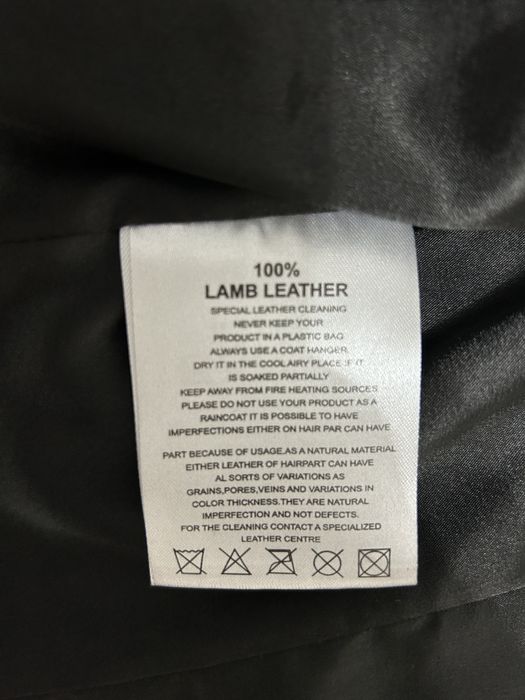 100%
LAMB LEATHER
SPECIAL LEATHER CLEANING
NEVER KEEP YOUR
PRODUCT IN A PLASTIC BAG
ALWAYS USE A COAT HANGER.
DRY IT IN THE COOL AIRY PLACE IF IT
IS SOAKED PARTIALLY
KEEP AWAY FROM FIRE HEATING SOURCES
PLEASE DO NOT USE YOUR PRODUCT AS A
RAINCOAT IT IS POSSIBLE TO HAVE
IMPERFECTIONS EITHER ON HAIR PAR CAN HAVE
PART BECAUSE OF USAGE.AS A NATURAL MATERIAL
EITHER LEATHER OF HAIRPART CAN HAVE
AL SORTS OF VARIATIONS AS
GRAINS,PORES,VEINS AND VARIATIONS IN
COLOR THICKNESS.THEY ARE NATURAL
IMPERFECTION AND NOT DEFECTS.
FOR THE CLEANING CONTACT A SPECIALIZED
LEATHER CENTRE